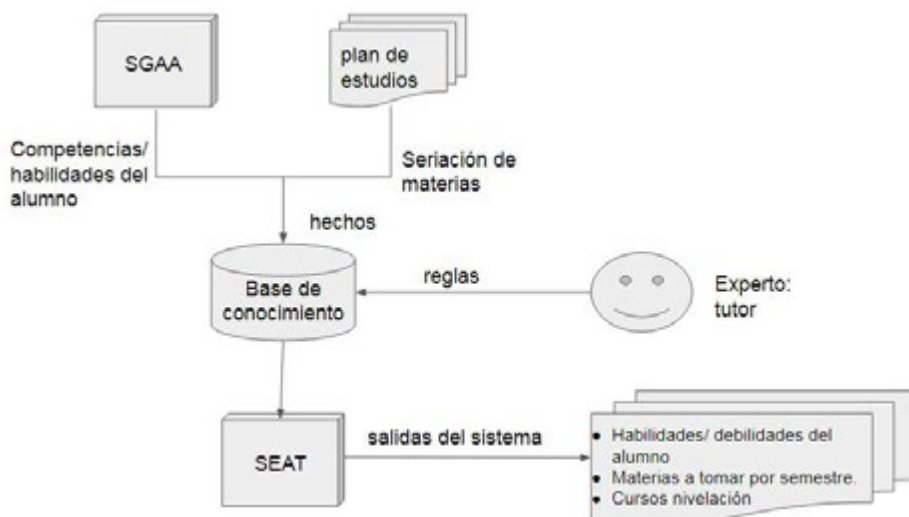 SGAA
plan de
estudios
Competencias/
habilidades del
alumno
Seriación de
materias
hechos
Base de
conocimiento
reglas
Experto:
tutor
SEAT
salidas del sistema
• Habilidades/ debilidades del
alumno
• Materias a tomar por semestre.
• Cursos nivelación